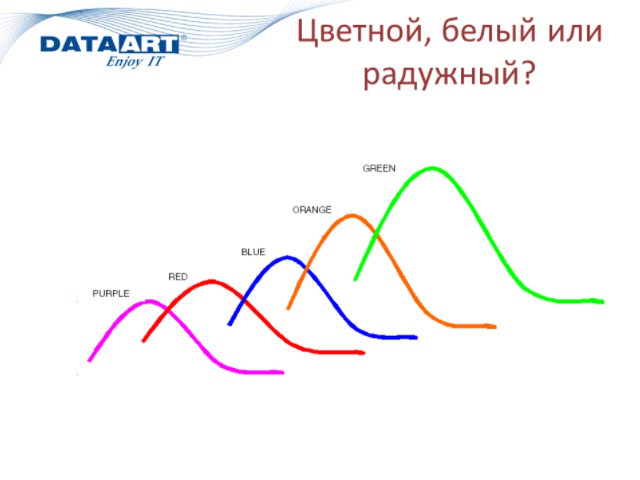 DATAART®
Enjoy IT
Цветной, белый или
радужный?
GREEN
ORANGE
BLUE
RED
PURPLE